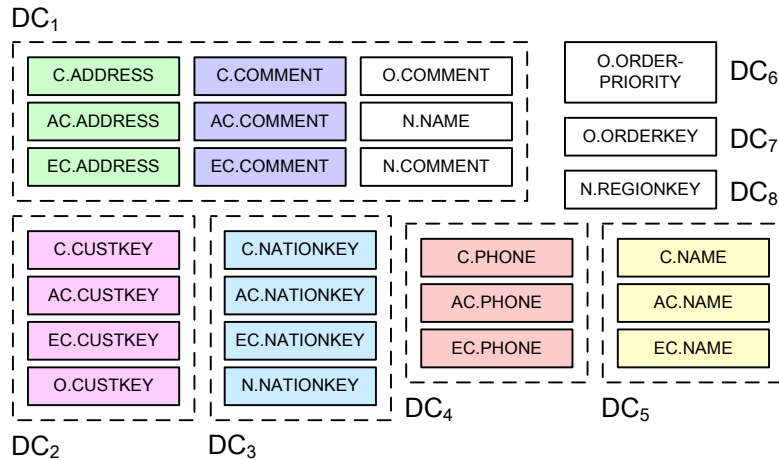 DC₁
C.ADDRESS C.COMMENT O.COMMENT
AC.ADDRESS AC.COMMENT N.NAME
EC.ADDRESS EC.COMMENT N.COMMENT
O.ORDER-
PRIORITY
DC₆
O.ORDERKEY DC₇
N.REGIONKEY DC₈
C.CUSTKEY
AC.CUSTKEY
EC.CUSTKEY
O.CUSTKEY
DC₂
C.NATIONKEY
AC.NATIONKEY
EC.NATIONKEY
N.NATIONKEY
DC₃
C.PHONE
AC.PHONE
EC.PHONE
DC₄
C.NAME
AC.NAME
EC.NAME
DC₅